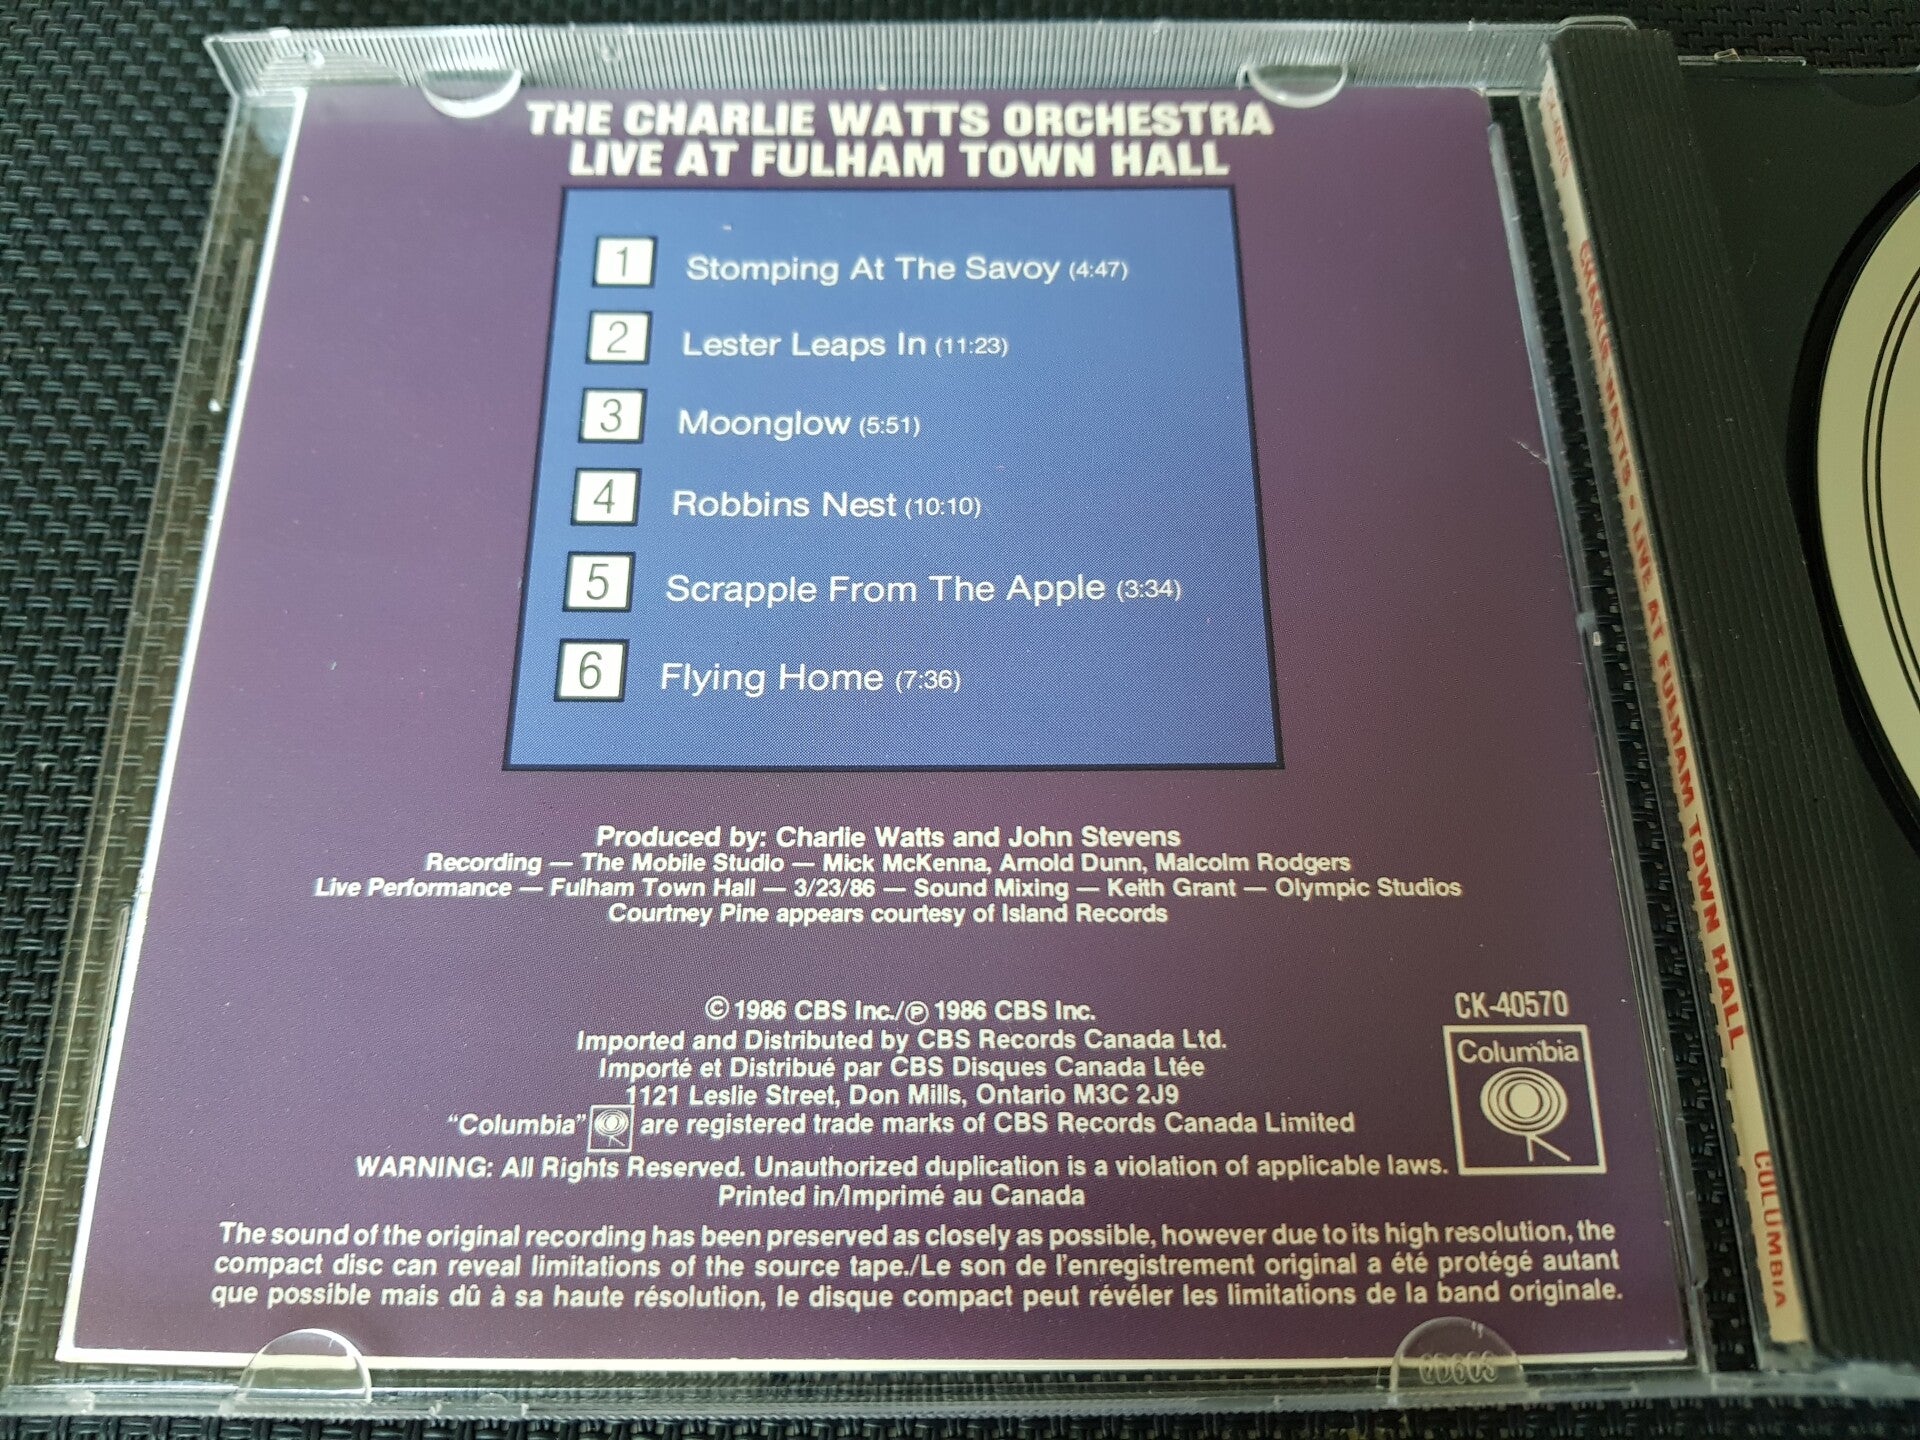 THE CHARLIE WATTS ORCHESTRA
LIVE AT FULHAM TOWN HALL
1 Stomping At The Savoy (4:47)
2 Lester Leaps In (11:23)
3 Moonglow (5:51)
4 Robbins Nest (10:10)
5 Scrapple From The Apple (3:34)
6 Flying Home (7:36)
Produced by: Charlie Watts and John Stevens
Recording — The Mobile Studio — Mick McKenna, Arnold Dunn, Malcolm Rodgers
Live Performance — Fulham Town Hall — 3/23/86 — Sound Mixing — Keith Grant — Olympic Studios
Courtney Pine appears courtesy of Island Records
© 1986 CBS Inc./℗ 1986 CBS Inc.
Imported and Distributed by CBS Records Canada Ltd.
Importé et Distribué par CBS Disques Canada Ltée
1121 Leslie Street, Don Mills, Ontario M3C 2J9
"Columbia" are registered trade marks of CBS Records Canada Limited
WARNING: All Rights Reserved. Unauthorized duplication is a violation of applicable laws.
Printed in/Imprimé au Canada
The sound of the original recording has been preserved as closely as possible, however due to its high resolution, the
compact disc can reveal limitations of the source tape./Le son de l'enregistrement original a été protégé autant
que possible mais dû à sa haute résolution, le disque compact peut révéler les limitations de la bande originale.
CK-40570
Columbia
CHARLIE WATTS • LIVE AT FULHAM TOWN HALL
COLUMBIA